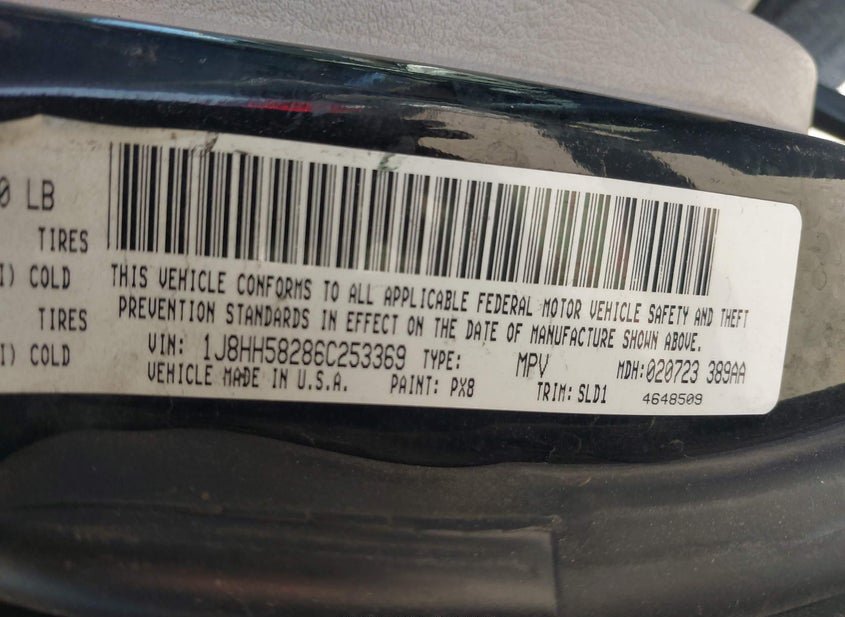 0 LB
TIRES
I) COLD
TIRES
I) COLD
THIS VEHICLE CONFORMS TO ALL APPLICABLE FEDERAL MOTOR VEHICLE SAFETY AND THEFT
PREVENTION STANDARDS IN EFFECT ON THE DATE OF MANUFACTURE SHOWN ABOVE.
VIN: 1J8HH58286C253369 TYPE: MPV MDH:020723 389AA
VEHICLE MADE IN U.S.A. PAINT: PX8 TRIM: SLD1 4648509